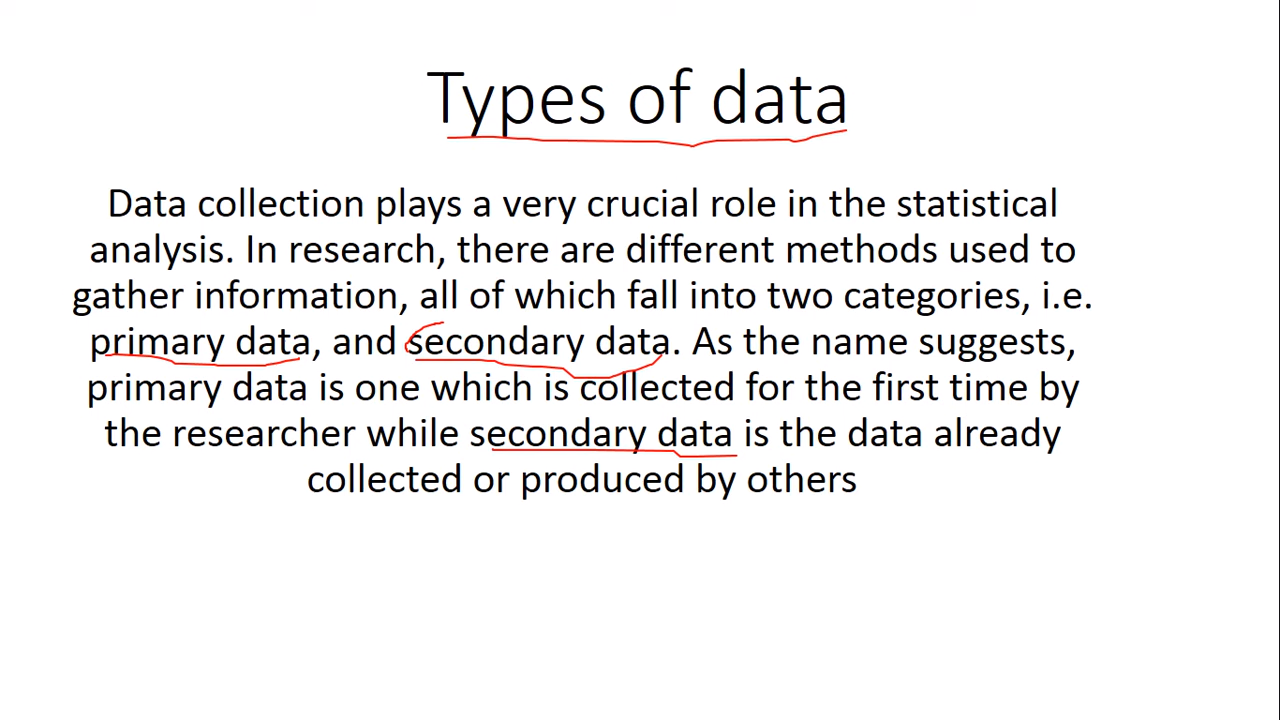 Types of data
Data collection plays a very crucial role in the statistical
analysis. In research, there are different methods used to
gather information, all of which fall into two categories, i.e.
primary data, and secondary data. As the name suggests,
primary data is one which is collected for the first time by
the researcher while secondary data is the data already
collected or produced by others